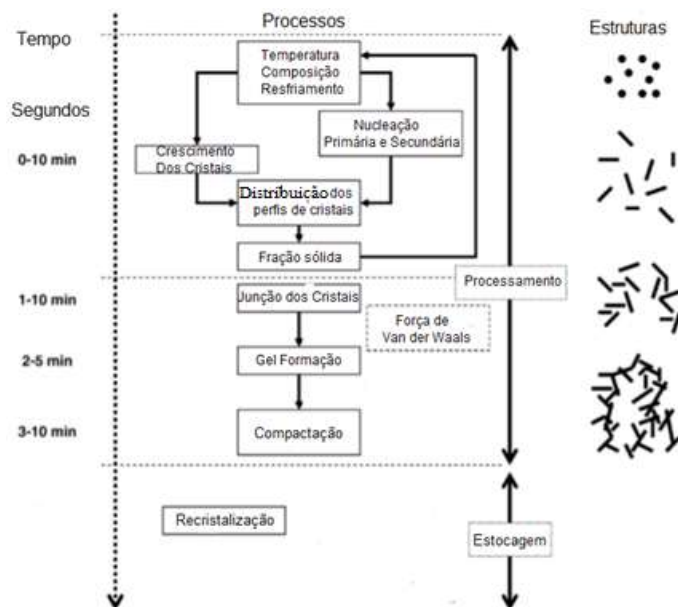 Processos
Estruturas
Tempo
Temperatura
Composição
Resfriamento
Segundos
Nucleação
Primária e Secundária
0-10 min
Crescimento
Dos Cristais
Distribuição dos
perfis de cristais
Fração sólida
Processamento
1-10 min
Junção dos Cristais
Força de
Van der Waals
2-5 min
Gel Formação
3-10 min
Compactação
Recristalização
Estocagem